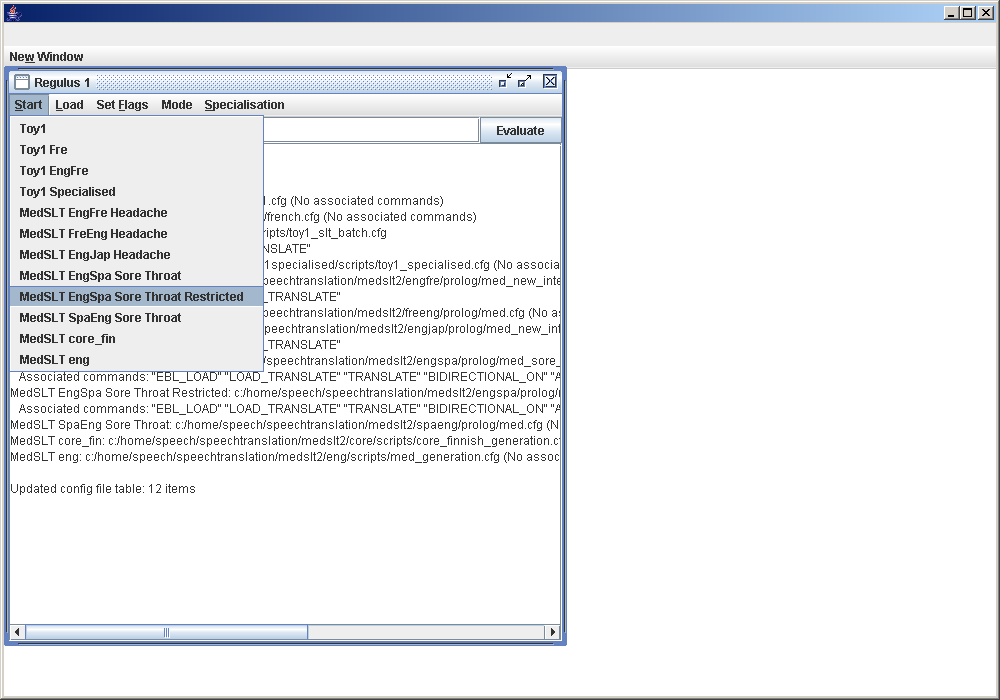 New Window
Regulus 1
Start Load Set Flags Mode Specialisation
Evaluate
Toy1
Toy1 Fre
Toy1 EngFre
Toy1 Specialised
MedSLT EngFre Headache
MedSLT FreEng Headache
MedSLT EngJap Headache
MedSLT EngSpa Sore Throat
MedSLT EngSpa Sore Throat Restricted
MedSLT SpaEng Sore Throat
MedSLT core_fin
MedSLT eng
.cfg (No associated commands)
/french.cfg (No associated commands)
ripts/toy1_slt_batch.cfg
NSLATE"
1specialised/scripts/toy1_specialised.cfg (No associa
peechtranslation/medslt2/engfre/prolog/med_new_inte
_TRANSLATE"
peechtranslation/medslt2/freeng/prolog/med.cfg (No as
peechtranslation/medslt2/engjap/prolog/med_new_int
_TRANSLATE"
/speechtranslation/medslt2/engspa/prolog/med_sore_
Associated commands: "EBL_LOAD" "LOAD_TRANSLATE" "TRANSLATE" "BIDIRECTIONAL_ON" "A
MedSLT EngSpa Sore Throat Restricted: c:/home/speech/speechtranslation/medslt2/engspa/prolog/
Associated commands: "EBL_LOAD" "LOAD_TRANSLATE" "TRANSLATE" "BIDIRECTIONAL_ON" "A
MedSLT SpaEng Sore Throat: c:/home/speech/speechtranslation/medslt2/spaeng/prolog/med.cfg (N
MedSLT core_fin: c:/home/speech/speechtranslation/medslt2/core/scripts/core_finnish_generation.cf
MedSLT eng: c:/home/speech/speechtranslation/medslt2/eng/scripts/med_generation.cfg (No assoc
Updated config file table: 12 items